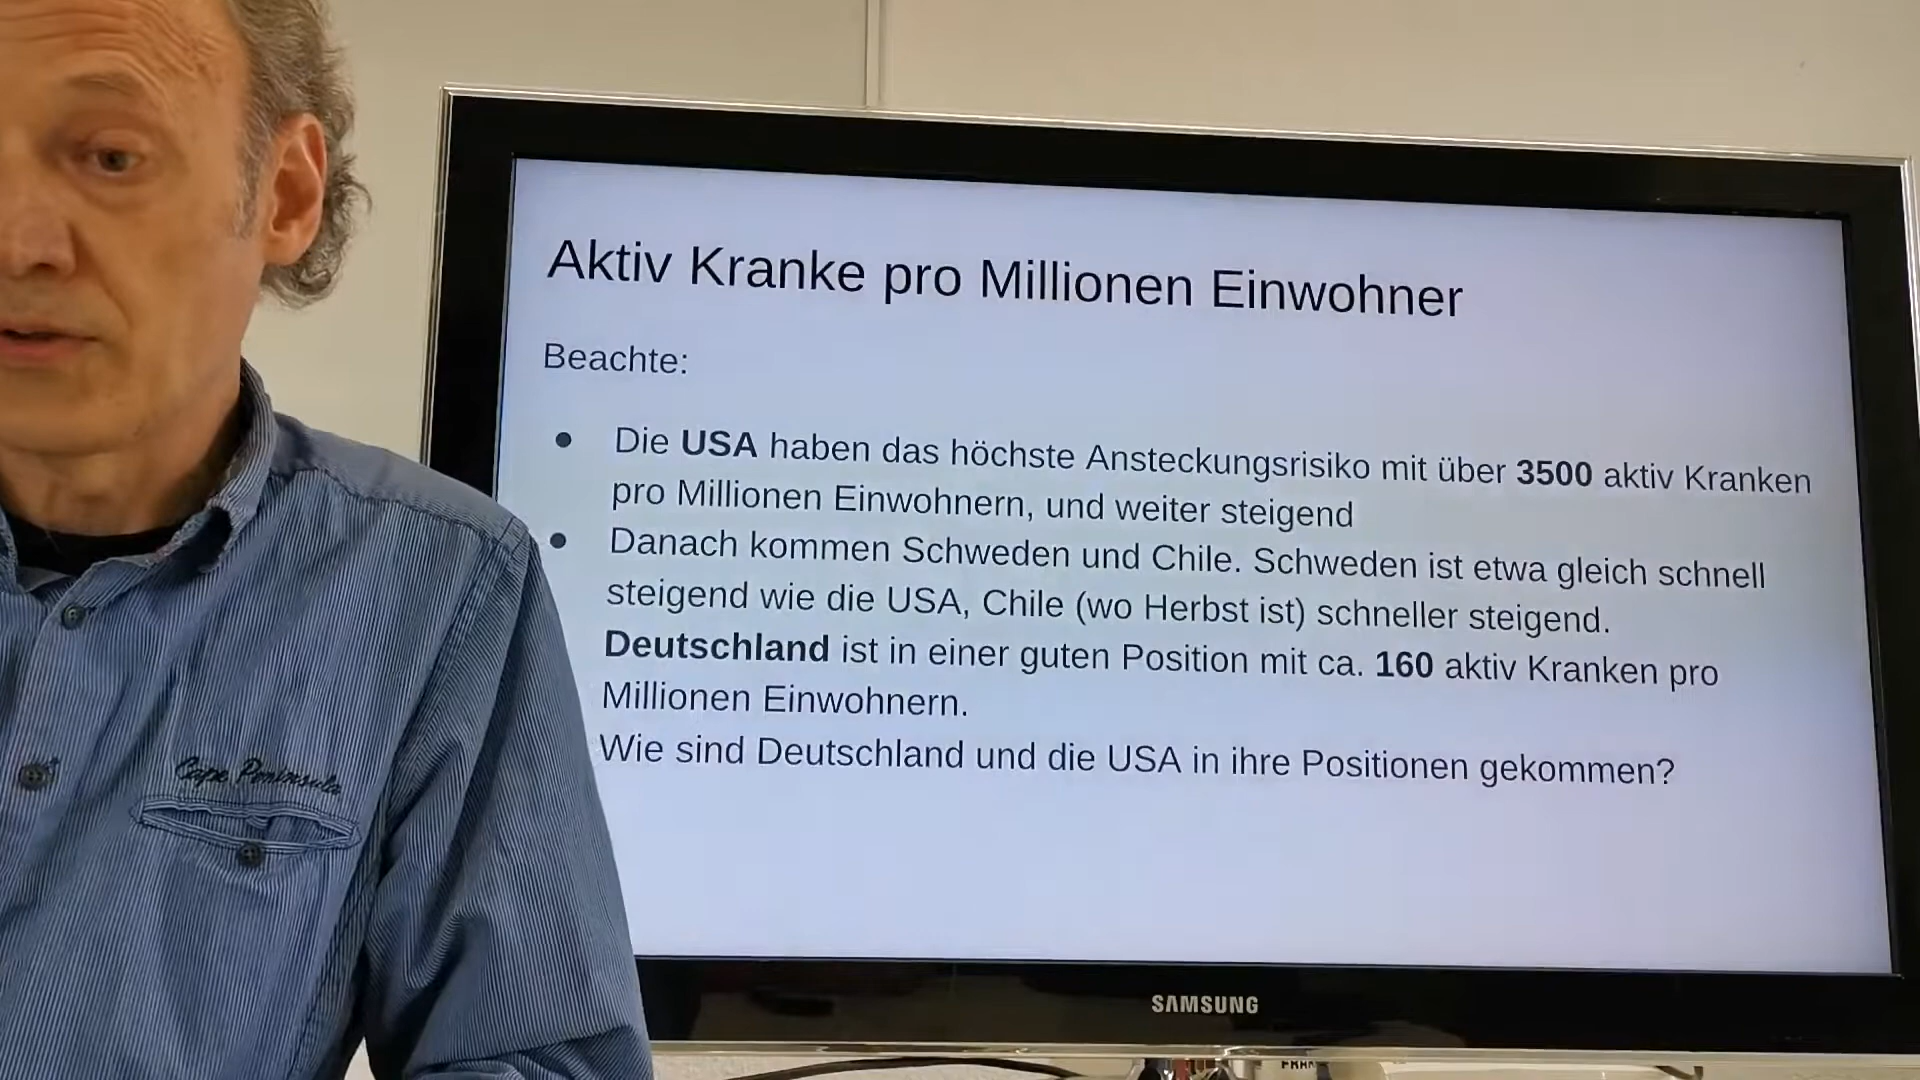 Aktiv Kranke pro Millionen Einwohner
Beachte:
Die USA haben das höchste Ansteckungsrisiko mit über 3500 aktiv Kranken
pro Millionen Einwohnern, und weiter steigend
Danach kommen Schweden und Chile. Schweden ist etwa gleich schnell
steigend wie die USA, Chile (wo Herbst ist) schneller steigend.
Deutschland ist in einer guten Position mit ca. 160 aktiv Kranken pro
Millionen Einwohnern.
Wie sind Deutschland und die USA in ihre Positionen gekommen?
Cape Peninsula
SAMSUNG